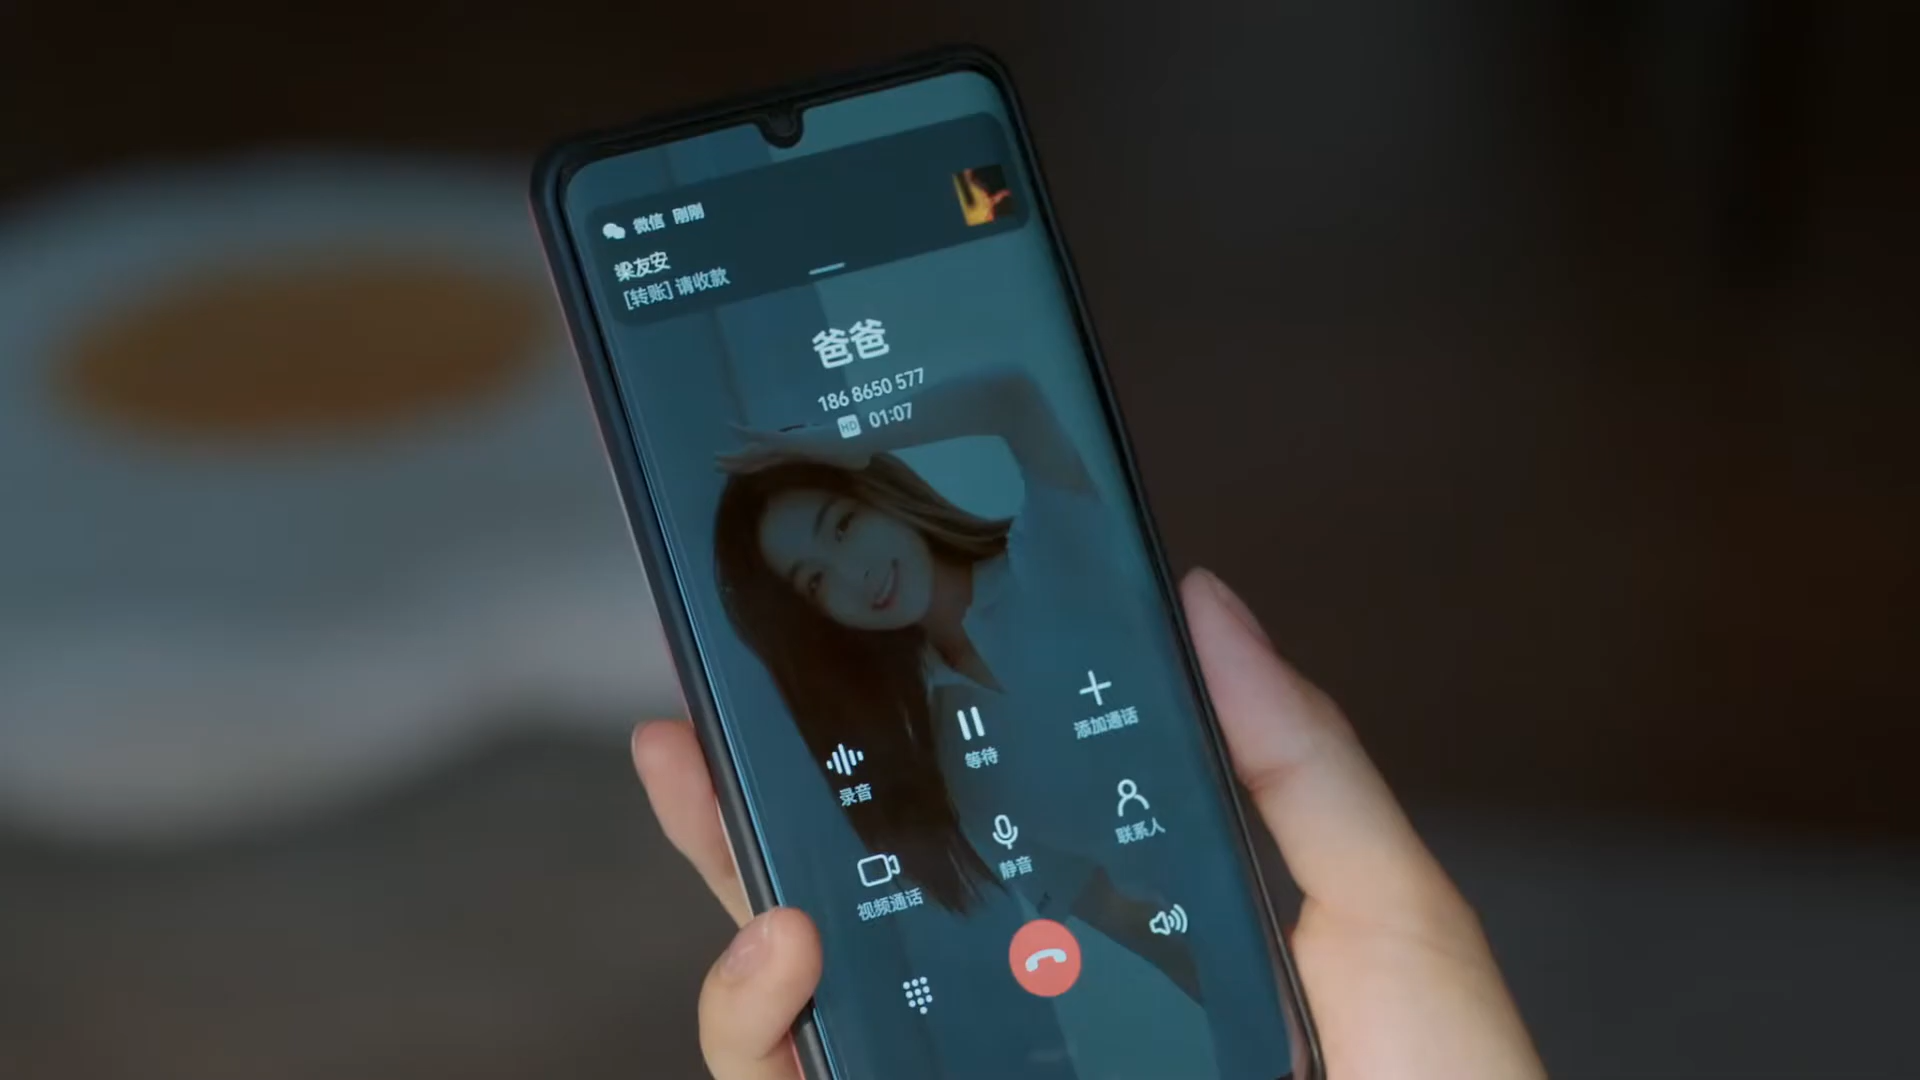 微信 刚刚
梁友安
[转账] 请收款
爸爸
186 8650 577
HD 01:07
录音
等待
添加通话
视频通话
静音
联系人